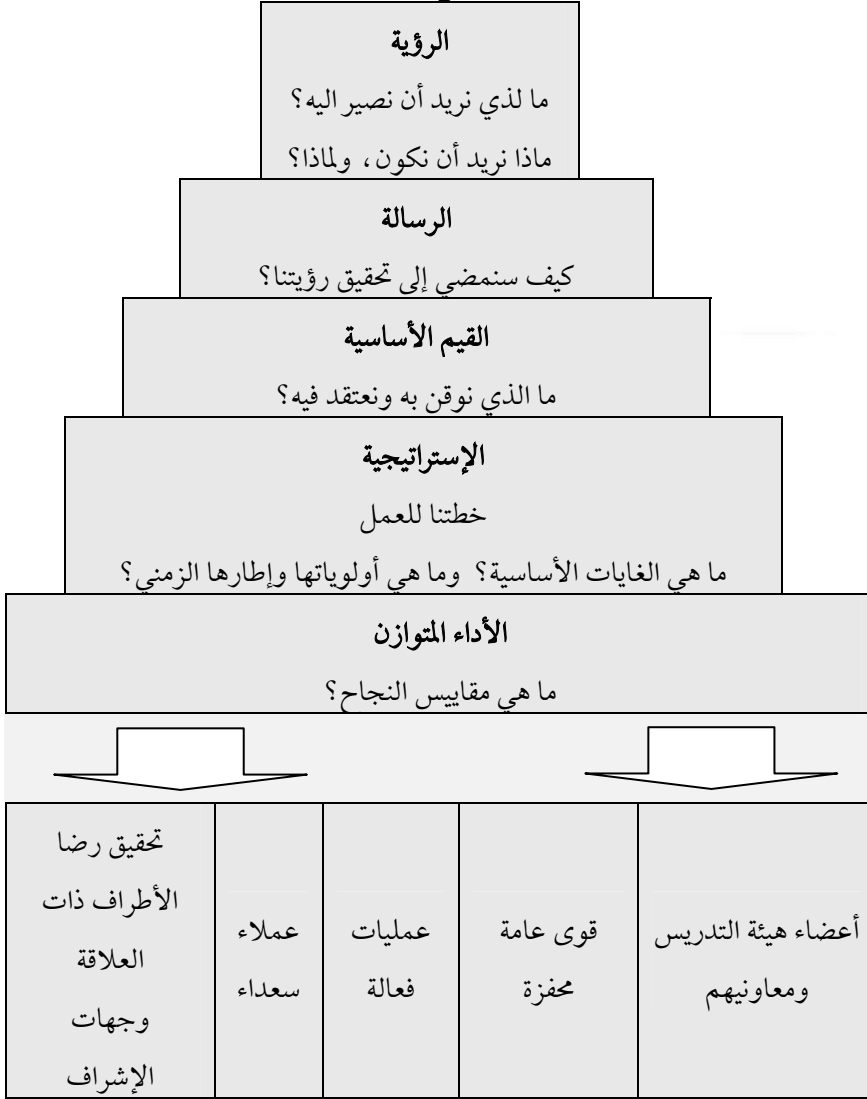 الرؤية
ما لذي نريد أن نصير اليه؟
ماذا نريد أن نكون، ولماذا؟
الرسالة
كيف سنمضي إلى تحقيق رؤيتنا؟
القيم الأساسية
ما الذي نوقن به ونعتقد فيه؟
الإستراتيجية
خطتنا للعمل
ما هي الغايات الأساسية؟ وما هي أولوياتها وإطارها الزمني؟
الأداء المتوازن
ما هي مقاييس النجاح؟
أعضاء هيئة التدريس
ومعاونيهم
قوى عامة
محفزة
عمليات
فعالة
عملاء
سعداء
تحقيق رضا
الأطراف ذات
العلاقة
وجهات
الإشراف